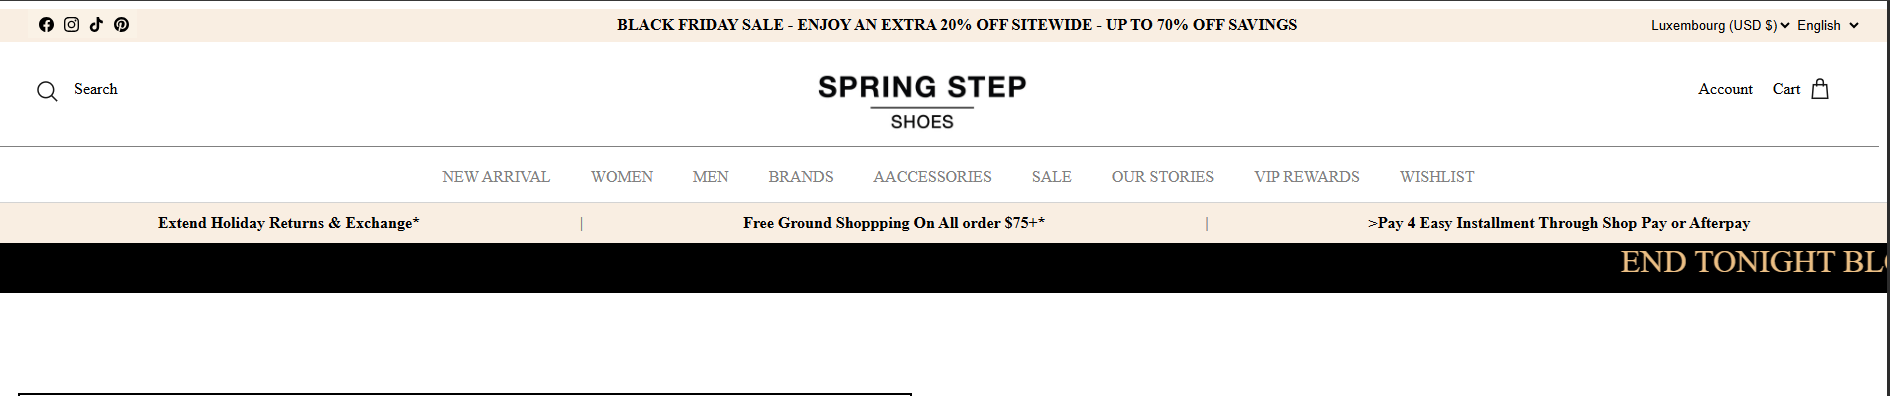 BLACK FRIDAY SALE - ENJOY AN EXTRA 20% OFF SITEWIDE - UP TO 70% OFF SAVINGS
Luxembourg (USD $) English
Search
SPRING STEP
SHOES
Account Cart
NEW ARRIVAL WOMEN MEN BRANDS AACCESSORIES SALE OUR STORIES VIP REWARDS WISHLIST
Extend Holiday Returns & Exchange* | Free Ground Shoppping On All order $75+* | >Pay 4 Easy Installment Through Shop Pay or Afterpay
END TONIGHT BL